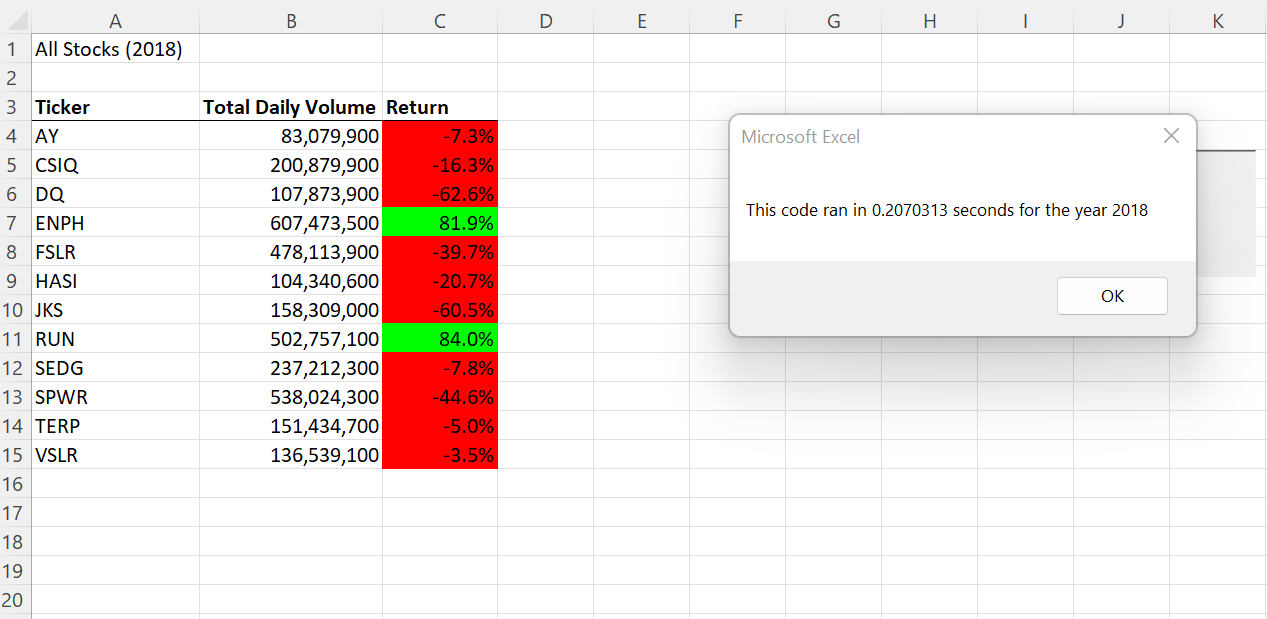 A B C D E F G H I J K
1 All Stocks (2018)
2
3 Ticker Total Daily Volume Return
4 AY 83,079,900 -7.3%
5 CSIQ 200,879,900 -16.3%
6 DQ 107,873,900 -62.6%
7 ENPH 607,473,500 81.9%
8 FSLR 478,113,900 -39.7%
9 HASI 104,340,600 -20.7%
10 JKS 158,309,000 -60.5%
11 RUN 502,757,100 84.0%
12 SEDG 237,212,300 -7.8%
13 SPWR 538,024,300 -44.6%
14 TERP 151,434,700 -5.0%
15 VSLR 136,539,100 -3.5%
16
17
18
19
20
Microsoft Excel
This code ran in 0.2070313 seconds for the year 2018
OK